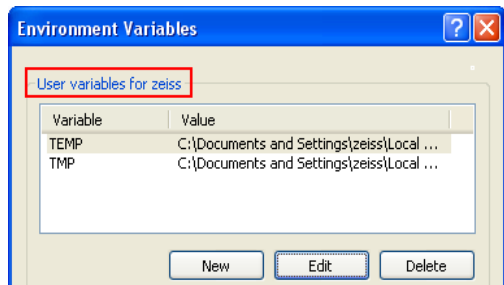 Environment Variables
User variables for zeiss
Variable Value
TEMP C:\Documents and Settings\zeiss\Local ...
TMP C:\Documents and Settings\zeiss\Local ...
New Edit Delete